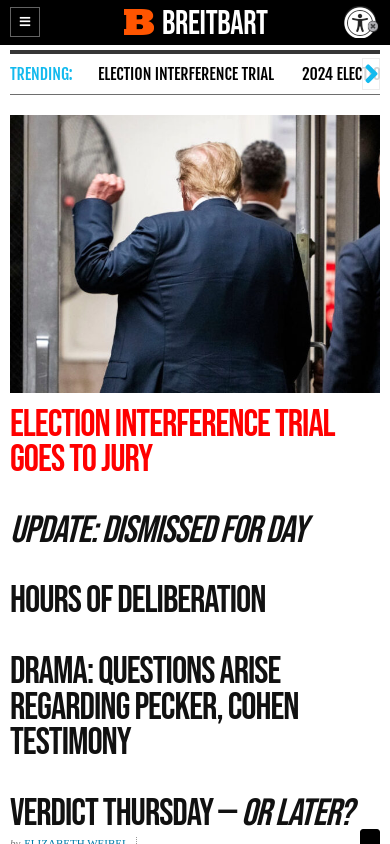 BREITBART
TRENDING: ELECTION INTERFERENCE TRIAL 2024 ELEC
ELECTION INTERFERENCE TRIAL
GOES TO JURY
UPDATE: DISMISSED FOR DAY
HOURS OF DELIBERATION
DRAMA: QUESTIONS ARISE
REGARDING PECKER, COHEN
TESTIMONY
VERDICT THURSDAY — OR LATER?
by ELIZABETH WEIBEL